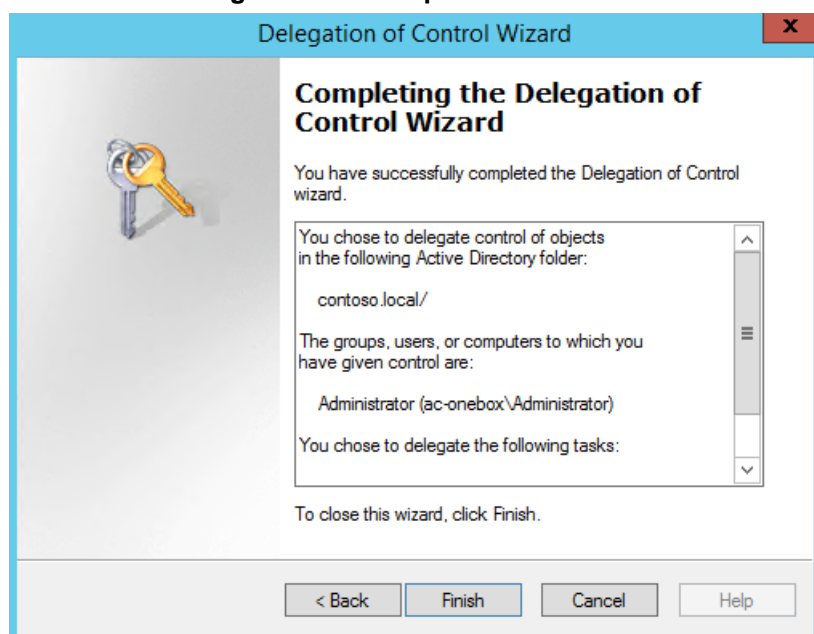 Delegation of Control Wizard
x
Completing the Delegation of
Control Wizard
You have successfully completed the Delegation of Control
wizard.
You chose to delegate control of objects
in the following Active Directory folder:
contoso.local/
The groups, users, or computers to which you
have given control are:
Administrator (ac-onebox\Administrator)
You chose to delegate the following tasks:
To close this wizard, click Finish.
< Back
Finish
Cancel
Help